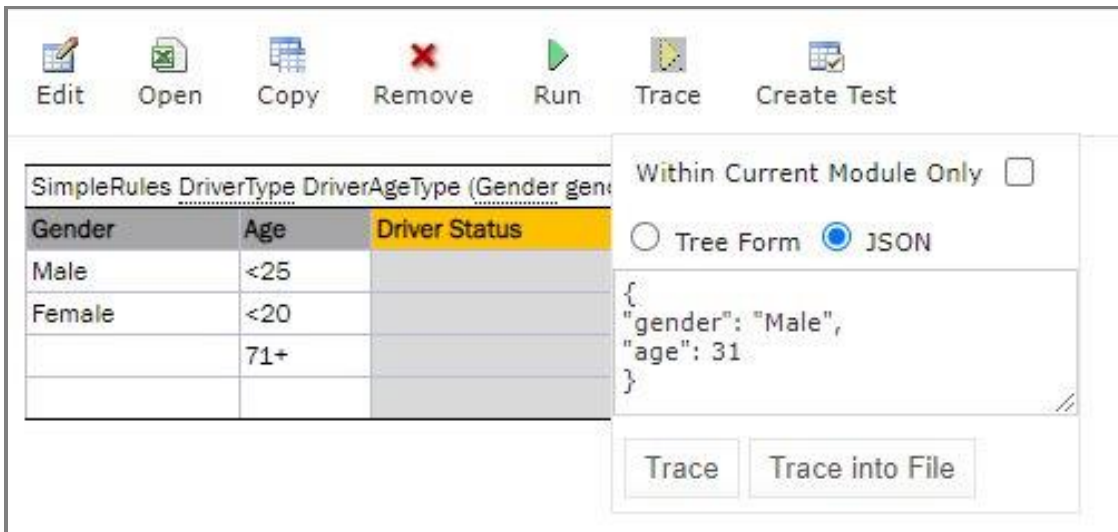 Edit Open Copy Remove Run Trace Create Test
Within Current Module Only
SimpleRules DriverType DriverAgeType (Gender
Gender Age Driver Status
Tree Form JSON
Male <25
Female <20
71+
{
"gender": "Male",
"age": 31
}
Trace Trace into File